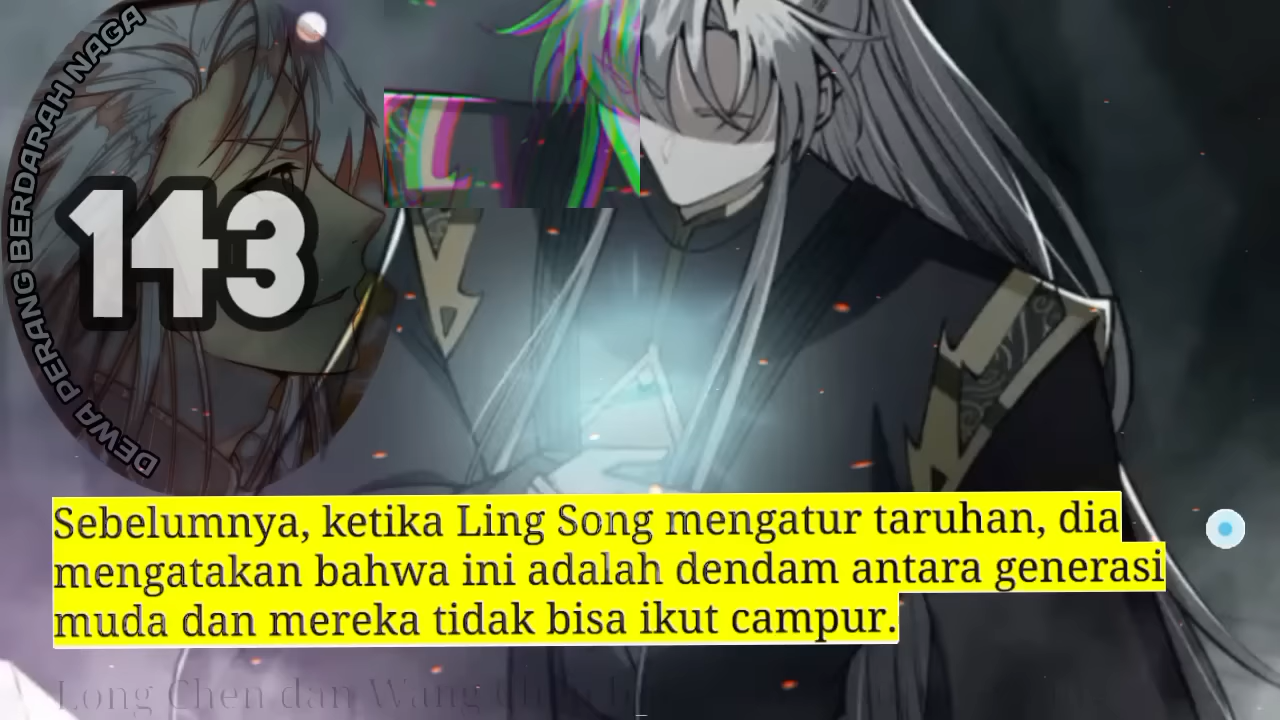 DEWA PERANG BERDARAH NAGA
143
Sebelumnya, ketika Ling Song mengatur taruhan, dia
mengatakan bahwa ini adalah dendam antara generasi
muda dan mereka tidak bisa ikut campur.
Long Chen dan Wang